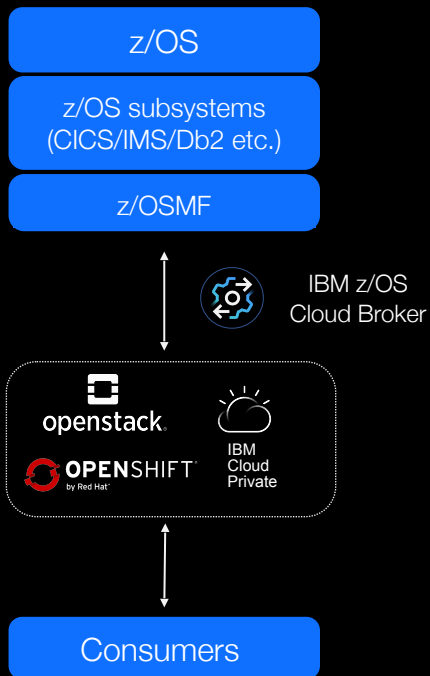 z/OS
z/OS subsystems
(CICS/IMS/Db2 etc.)
z/OSMF
IBM z/OS
Cloud Broker
openstack.
IBM
Cloud
Private
OPENSHIFT
by Red Hat®
Consumers